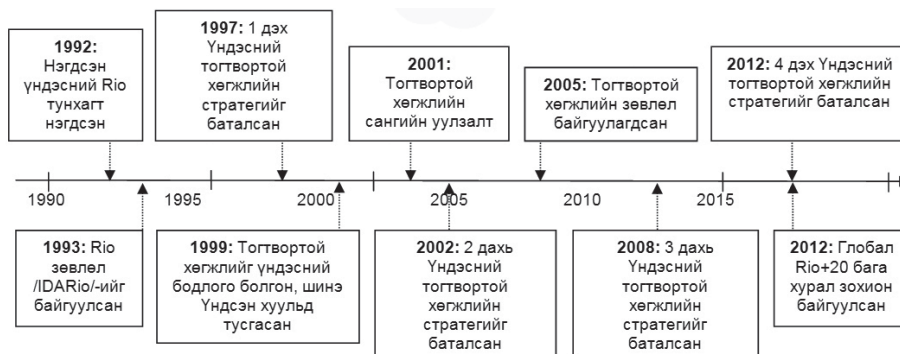 1992:
Нэгдсэн
үндэсний Rio
тунхагт
нэгдсэн
1997: 1 дэх
Үндэсний
тогтвортой
хөгжлийн
стратегийг
баталсан
2001:
Тогтвортой
хөгжлийн
сангийн уулзалт
2005: Тогтвортой
хөгжлийн зөвлөл
байгуулагдсан
2012: 4 дэх Үндэсний
тогтвортой хөгжлийн
стратегийг баталсан
1990 1995 2000 2005 2010 2015
1993: Rio
зөвлөл
/IDARio/-ийг
байгуулсан
1999: Тогтвортой
хөгжлийг үндэсний
бодлого болгон, шинэ
Үндсэн хуульд
тусгасан
2002: 2 дахь
Үндэсний
тогтвортой
хөгжлийн
стратегийг
баталсан
2008: 3 дахь
Үндэсний
тогтвортой
хөгжлийн
стратегийг
баталсан
2012: Глобал
Rio+20 бага
хурал зохион
байгуулсан